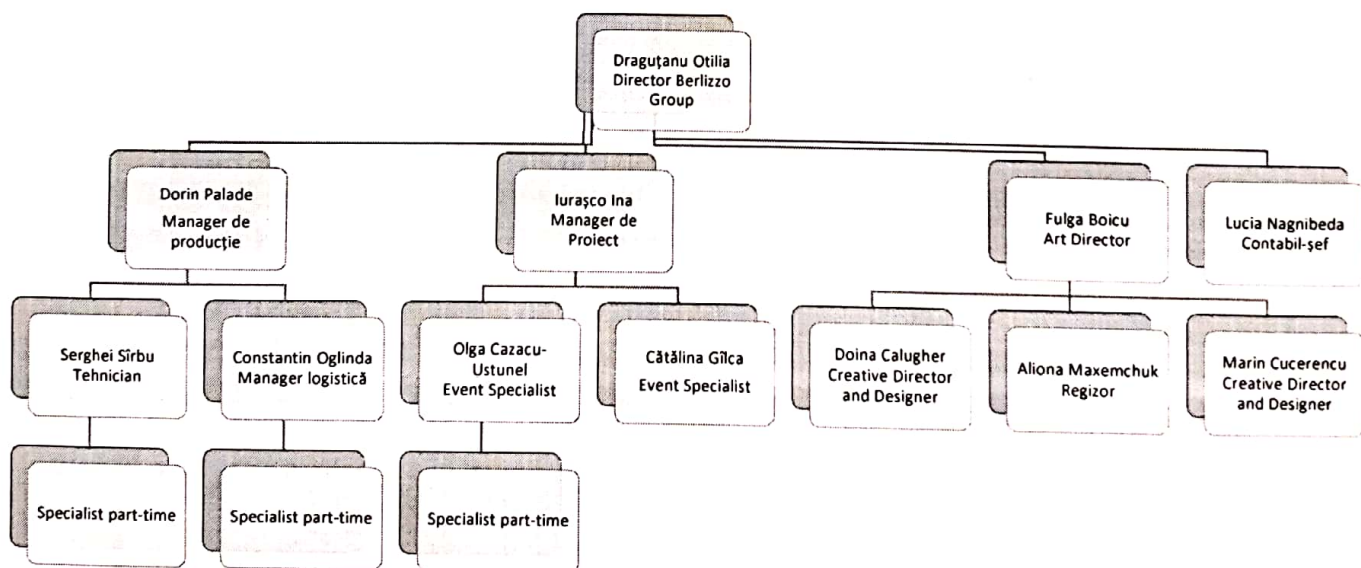 Draguțanu Otilia
Director Berlizzo
Group
Dorin Palade
Manager de
producție
Iurașco Ina
Manager de
Proiect
Fulga Boicu
Art Director
Lucia Nagnibeda
Contabil-șef
Serghei Sîrbu
Tehnician
Constantin Oglinda
Manager logistică
Olga Cazacu-
Ustunel
Event Specialist
Cătălina Gîlca
Event Specialist
Doina Calugher
Creative Director
and Designer
Aliona Maxemchuk
Regizor
Marin Cucerencu
Creative Director
and Designer
Specialist part-time
Specialist part-time
Specialist part-time